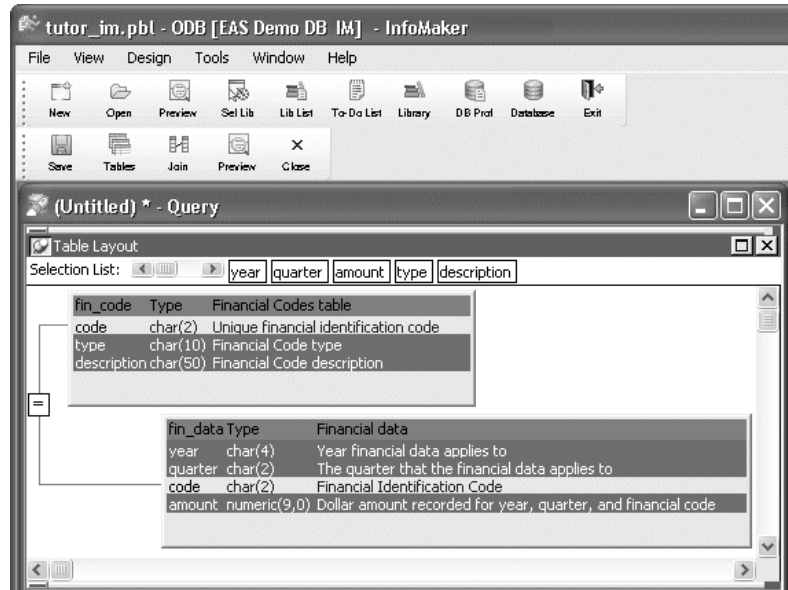 tutor_im.pbl - ODB [EAS Demo DB IM] - InfoMaker
File View Design Tools Window Help
New Open Preview Sel Lib Lib List To-Do List Library DB Prof Database Exit
Save Tables Join Preview Close
(Untitled) * - Query
Table Layout
Selection List: year quarter amount type description
fin_code Type Financial Codes table
code char(2) Unique financial identification code
type char(10) Financial Code type
description char(50) Financial Code description
=
fin_data Type Financial data
year char(4) Year financial data applies to
quarter char(2) The quarter that the financial data applies to
code char(2) Financial Identification Code
amount numeric(9,0) Dollar amount recorded for year, quarter, and financial code